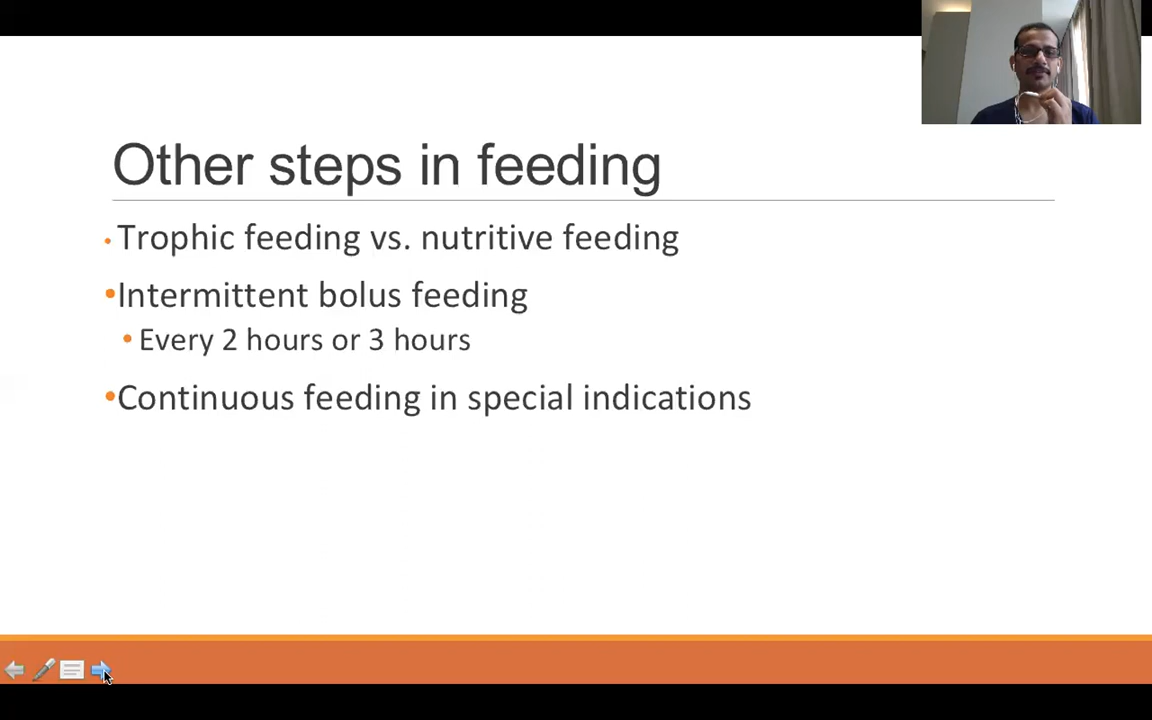 Other steps in feeding
•Trophic feeding vs. nutritive feeding
•Intermittent bolus feeding
•Every 2 hours or 3 hours
•Continuous feeding in special indications